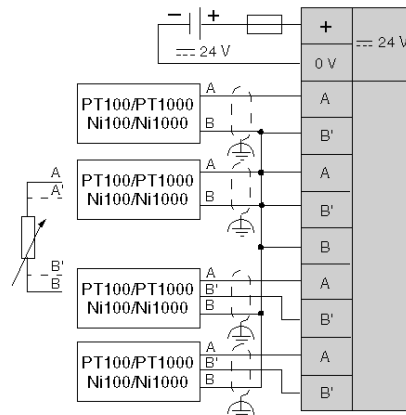 − +
⎓ 24 V
+
⎓ 24 V
0 V
PT100/PT1000
Ni100/Ni1000
A
B
A
B'
PT100/PT1000
Ni100/Ni1000
A
B
A
B'
B
A
A'
B'
B
PT100/PT1000
Ni100/Ni1000
A
B'
B
A
B'
PT100/PT1000
Ni100/Ni1000
A
B'
B
A
B'